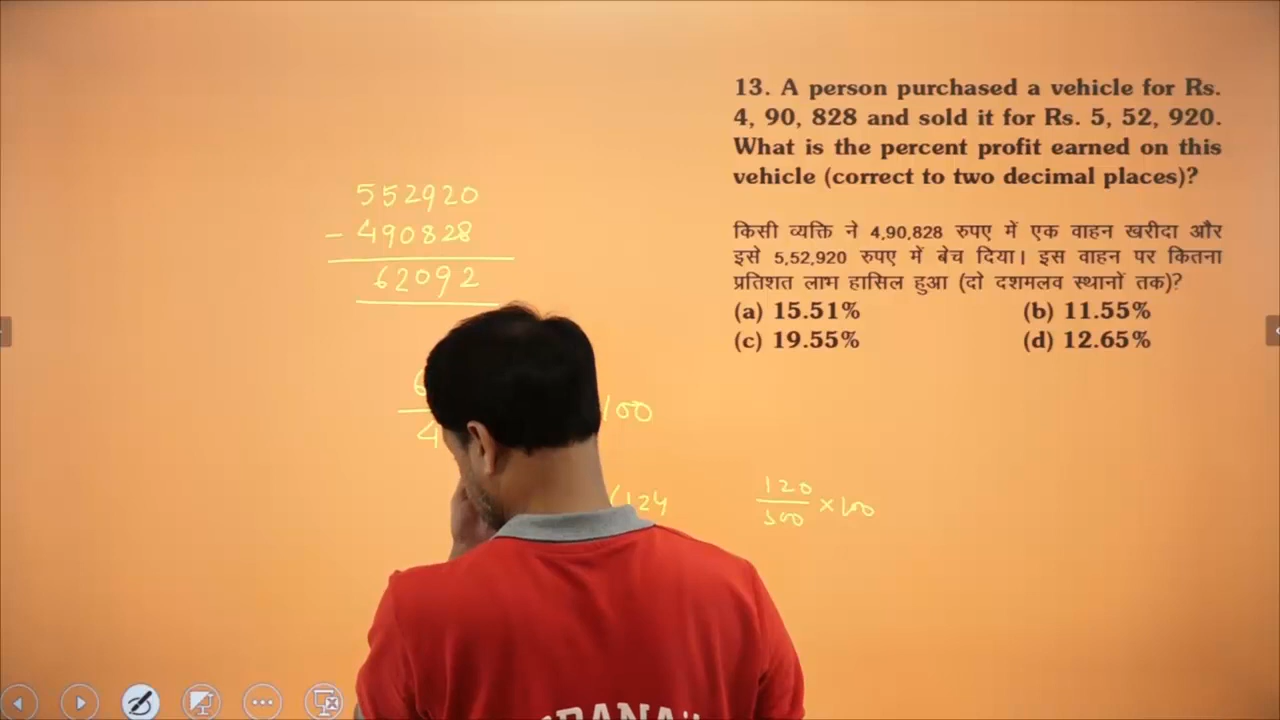 13. A person purchased a vehicle for Rs.
4, 90, 828 and sold it for Rs. 5, 52, 920.
What is the percent profit earned on this
vehicle (correct to two decimal places)?
किसी व्यक्ति ने 4,90,828 रुपए में एक वाहन खरीदा और
इसे 5,52,920 रुपए में बेच दिया। इस वाहन पर कितना
प्रतिशत लाभ हासिल हुआ (दो दशमलव स्थानों तक)?
(a) 15.51% (b) 11.55%
(c) 19.55% (d) 12.65%
552920
- 490828
62092
6
100
4
124
120
500 × 100